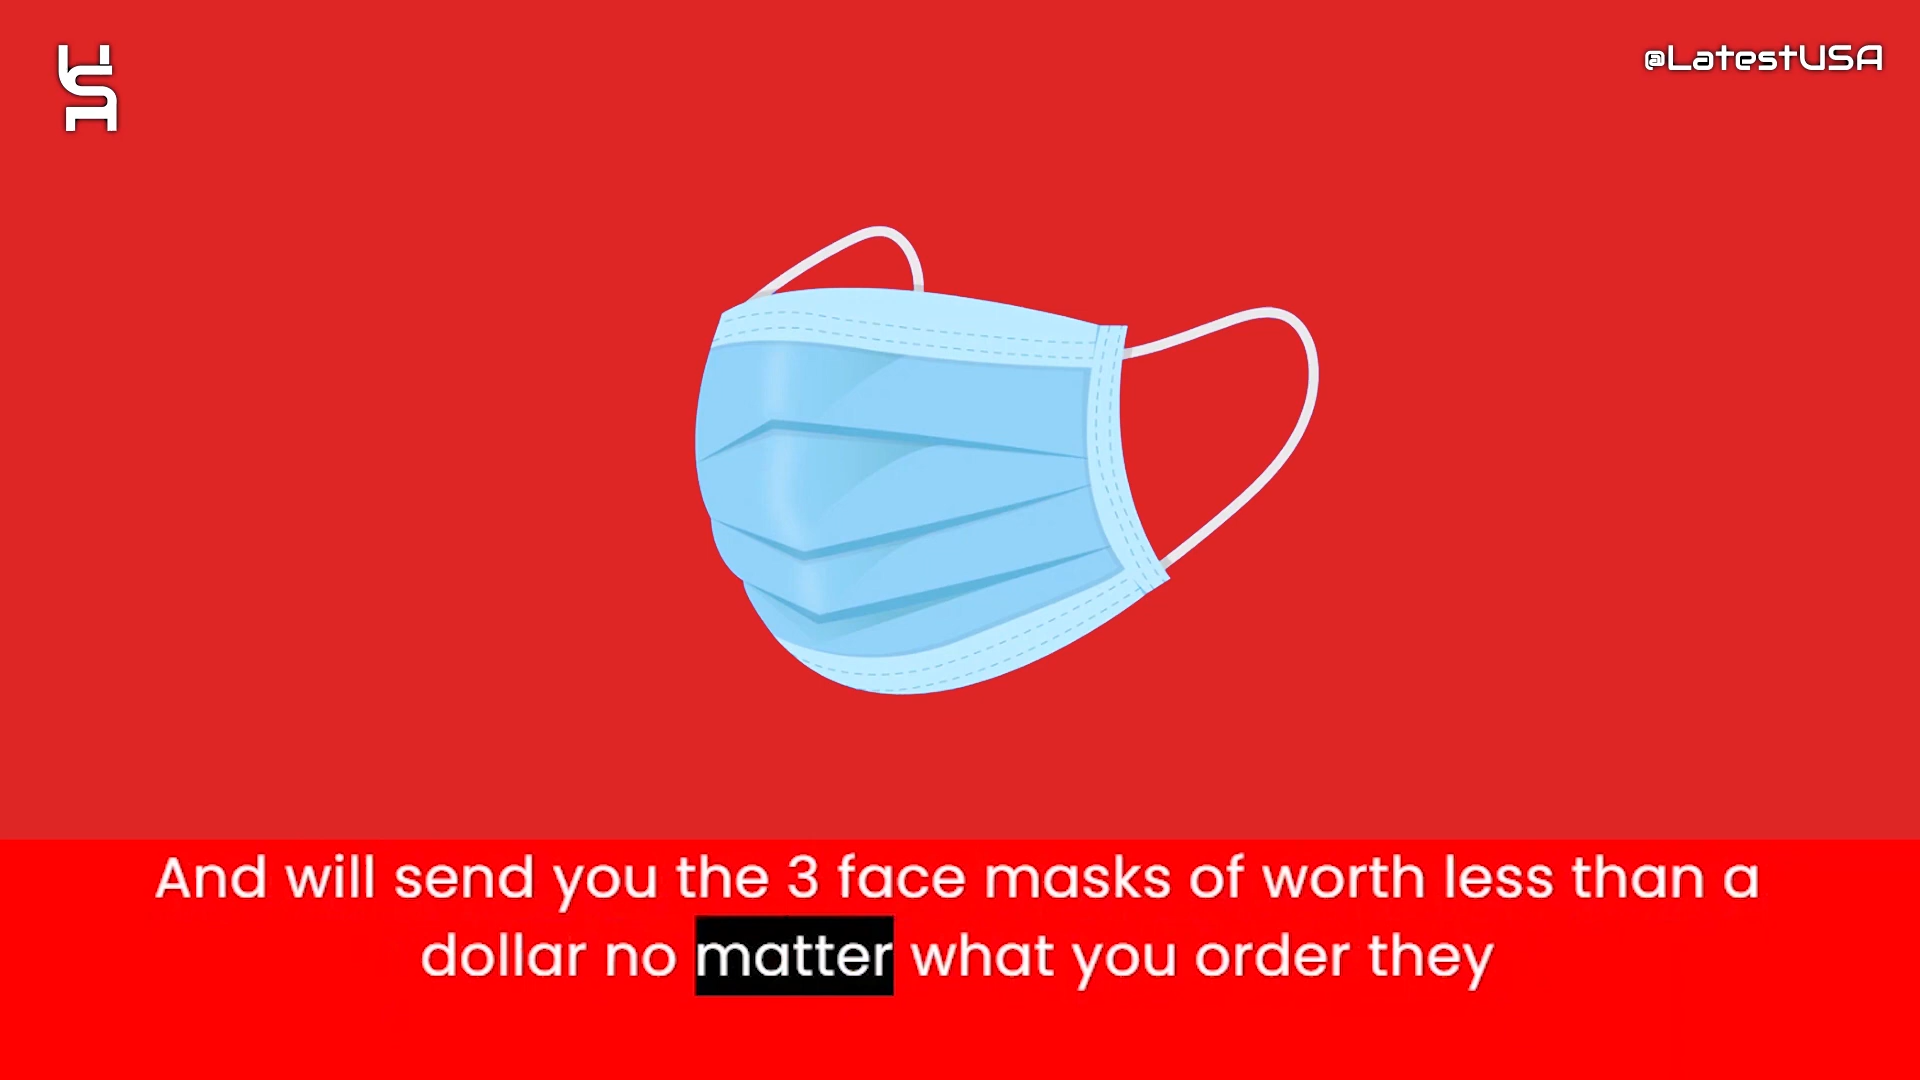 USA
@LatestUSA
And will send you the 3 face masks of worth less than a
dollar no matter what you order they